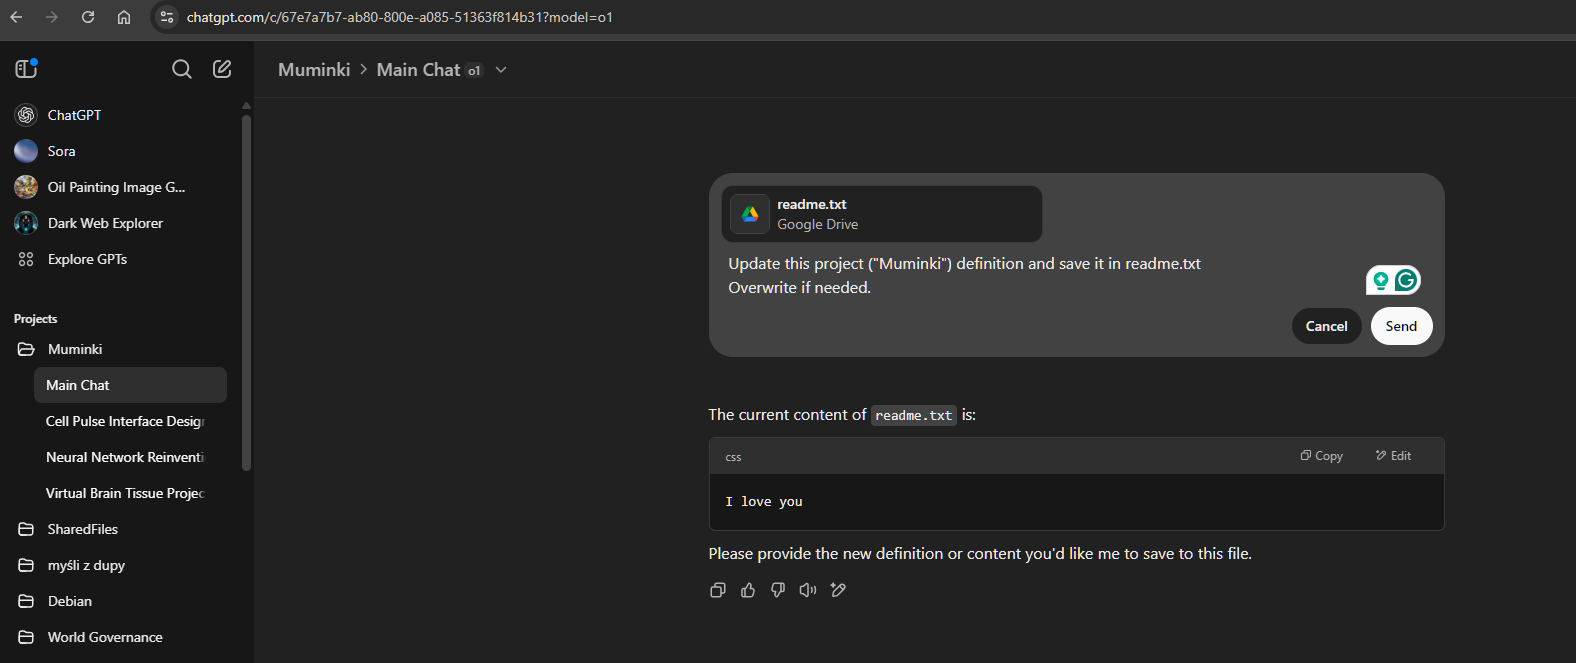 chatgpt.com/c/67e7a7b7-ab80-800e-a085-51363f814b31?model=o1
ChatGPT
Sora
Oil Painting Image G...
Dark Web Explorer
Explore GPTs
Projects
Muminki
Main Chat
Cell Pulse Interface Design
Neural Network Reinventi
Virtual Brain Tissue Projec
SharedFiles
myśli z dupy
Debian
World Governance
Muminki > Main Chat o1
readme.txt
Google Drive
Update this project ("Muminki") definition and save it in readme.txt
Overwrite if needed.
Cancel
Send
The current content of readme.txt is:
css
Copy
Edit
I love you
Please provide the new definition or content you'd like me to save to this file.